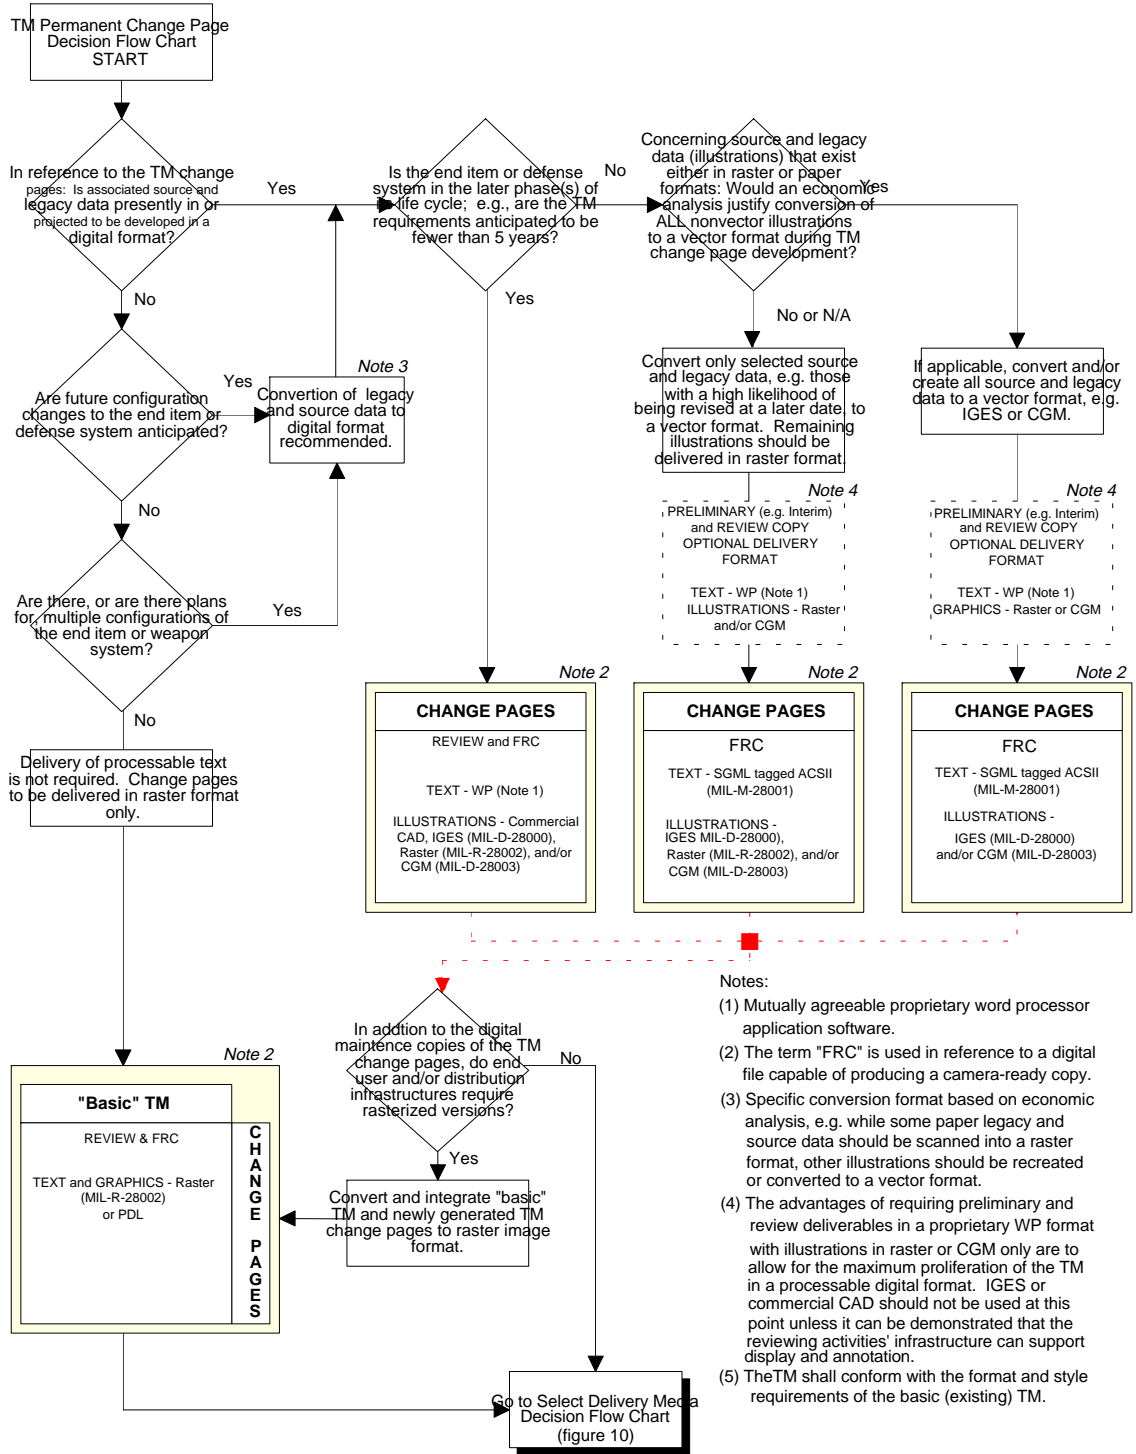 TM Permanent Change Page
Decision Flow Chart
START
In reference to the TM change
pages: Is associated source and
legacy data presently in or
projected to be developed in a
digital format?
Yes
No
Is the end item or defense
system in the later phase(s) of
its life cycle; e.g., are the TM
requirements anticipated to be
fewer than 5 years?
No
Yes
Concerning source and legacy
data (illustrations) that exist
either in raster or paper
formats: Would an economic
analysis justify conversion of
ALL nonvector illustrations
to a vector format during TM
change page development?
Yes
No or N/A
Are future configuration
changes to the end item or
defense system anticipated?
Yes
No
Note 3
Convertion of legacy
and source data to
digital format
recommended.
Convert only selected source
and legacy data, e.g. those
with a high likelihood of
being revised at a later date, to
a vector format. Remaining
illustrations should be
delivered in raster format.
If applicable, convert and/or
create all source and legacy
data to a vector format, e.g.
IGES or CGM.
Note 4
PRELIMINARY (e.g. Interim)
and REVIEW COPY
OPTIONAL DELIVERY
FORMAT
TEXT - WP (Note 1)
ILLUSTRATIONS - Raster
and/or CGM
Note 4
PRELIMINARY (e.g. Interim)
and REVIEW COPY
OPTIONAL DELIVERY
FORMAT
TEXT - WP (Note 1)
GRAPHICS - Raster or CGM
Are there, or are there plans
for, multiple configurations of
the end item or weapon
system?
Yes
No
Delivery of processable text
is not required. Change pages
to be delivered in raster format
only.
Note 2
CHANGE PAGES
REVIEW and FRC
TEXT - WP (Note 1)
ILLUSTRATIONS - Commercial
CAD, IGES (MIL-D-28000),
Raster (MIL-R-28002), and/or
CGM (MIL-D-28003)
Note 2
CHANGE PAGES
FRC
TEXT - SGML tagged ACSII
(MIL-M-28001)
ILLUSTRATIONS -
IGES MIL-D-28000),
Raster (MIL-R-28002), and/or
CGM (MIL-D-28003)
Note 2
CHANGE PAGES
FRC
TEXT - SGML tagged ACSII
(MIL-M-28001)
ILLUSTRATIONS -
IGES (MIL-D-28000)
and/or CGM (MIL-D-28003)
In addtion to the digital
maintence copies of the TM
change pages, do end
user and/or distribution
infrastructures require
rasterized versions?
No
Yes
Convert and integrate "basic"
TM and newly generated TM
change pages to raster image
format.
Note 2
"Basic" TM
REVIEW & FRC
TEXT and GRAPHICS - Raster
(MIL-R-28002)
or PDL
CHANGE PAGES
Go to Select Delivery Media
Decision Flow Chart
(figure 10)
Notes:
(1) Mutually agreeable proprietary word processor
application software.
(2) The term "FRC" is used in reference to a digital
file capable of producing a camera-ready copy.
(3) Specific conversion format based on economic
analysis, e.g. while some paper legacy and
source data should be scanned into a raster
format, other illustrations should be recreated
or converted to a vector format.
(4) The advantages of requiring preliminary and
review deliverables in a proprietary WP format
with illustrations in raster or CGM only are to
allow for the maximum proliferation of the TM
in a processable digital format. IGES or
commercial CAD should not be used at this
point unless it can be demonstrated that the
reviewing activities' infrastructure can support
display and annotation.
(5) TheTM shall conform with the format and style
requirements of the basic (existing) TM.